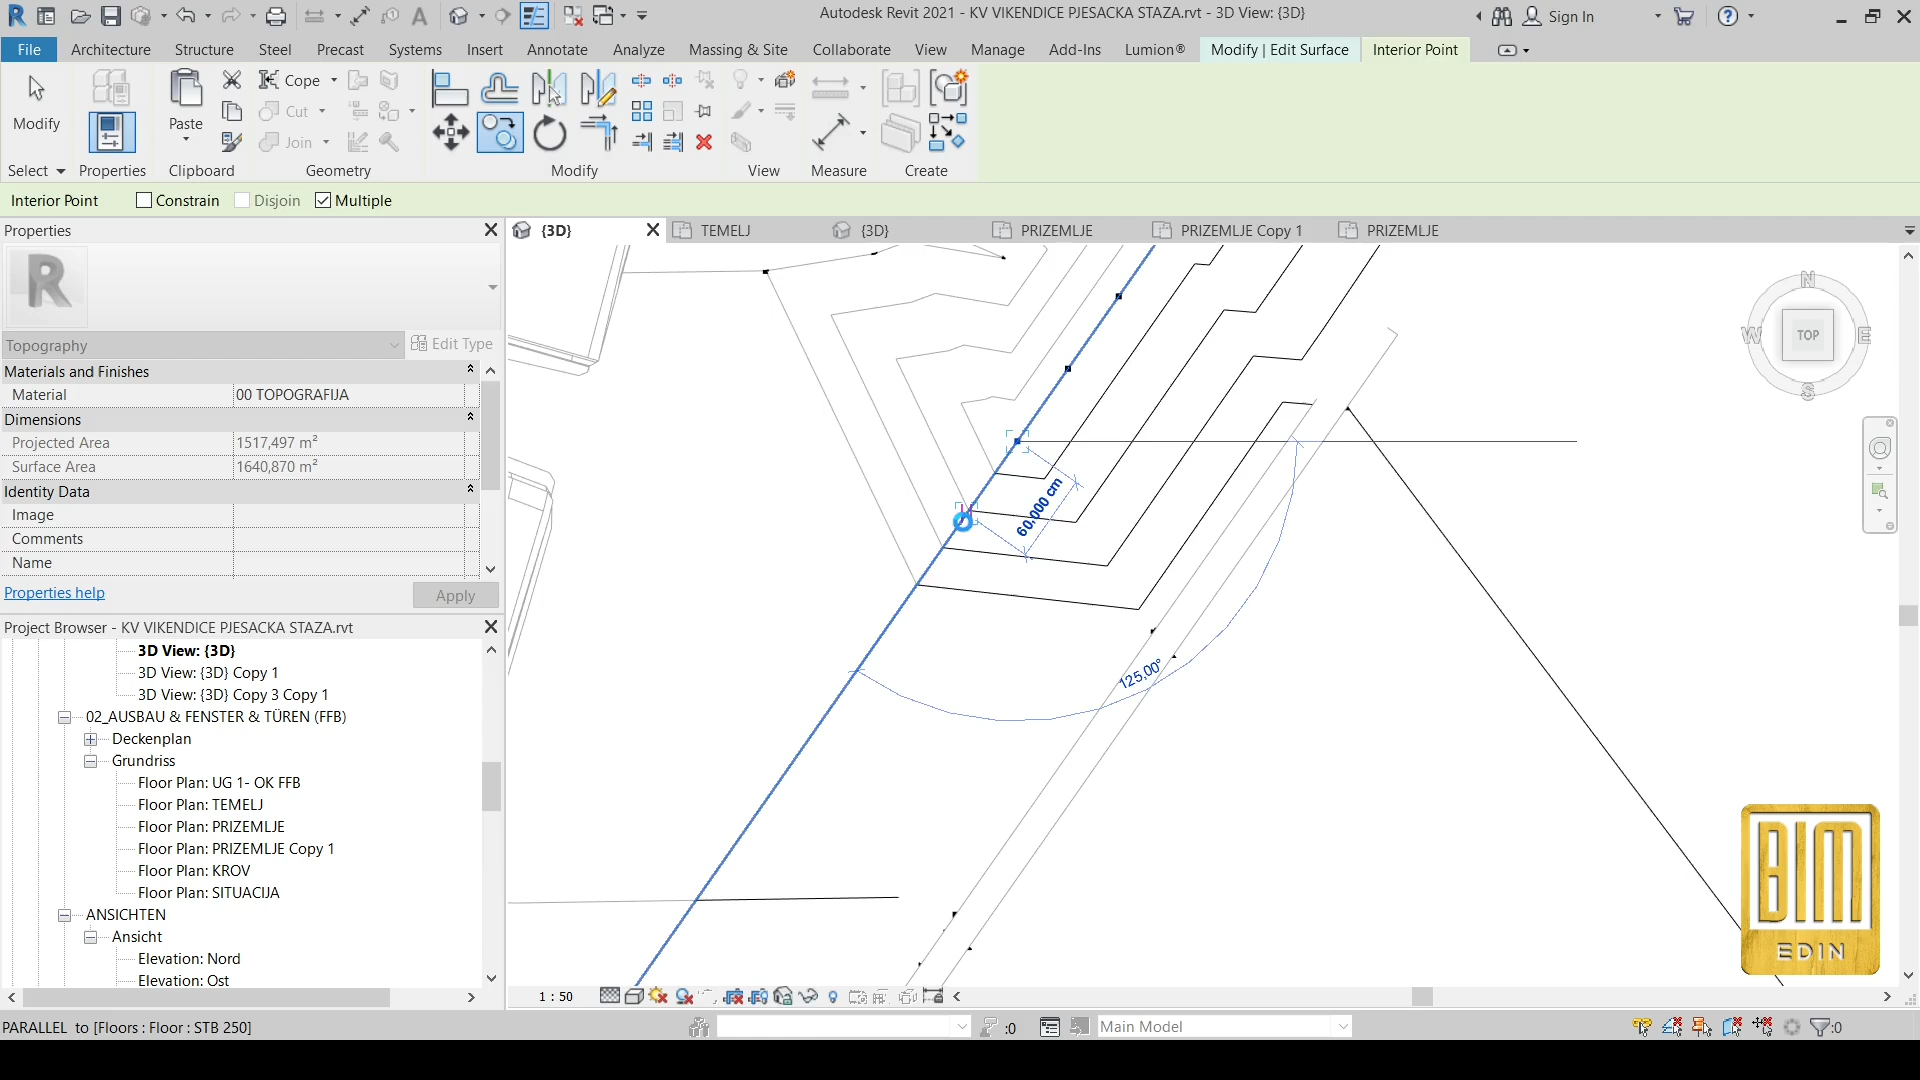 Autodesk Revit 2021 - KV VIKENDICE PJESACKA STAZA.rvt - 3D View: {3D}
Sign In
File Architecture Structure Steel Precast Systems Insert Annotate Analyze Massing & Site Collaborate View Manage Add-Ins Lumion® Modify | Edit Surface Interior Point
Modify
Paste
Cope
Cut
Join
Select Properties Clipboard Geometry Modify View Measure Create
Interior Point Constrain Disjoin Multiple
Properties
R
Topography Edit Type
Materials and Finishes
Material 00 TOPOGRAFIJA
Dimensions
Projected Area 1517,497 m²
Surface Area 1640,870 m²
Identity Data
Image
Comments
Name
Properties help Apply
Project Browser - KV VIKENDICE PJESACKA STAZA.rvt
3D View: {3D}
3D View: {3D} Copy 1
3D View: {3D} Copy 3 Copy 1
02_AUSBAU & FENSTER & TÜREN (FFB)
Deckenplan
Grundriss
Floor Plan: UG 1- OK FFB
Floor Plan: TEMELJ
Floor Plan: PRIZEMLJE
Floor Plan: PRIZEMLJE Copy 1
Floor Plan: KROV
Floor Plan: SITUACIJA
ANSICHTEN
Ansicht
Elevation: Nord
Elevation: Ost
{3D} TEMELJ {3D} PRIZEMLJE PRIZEMLJE Copy 1 PRIZEMLJE
N
W TOP E
S
60,000 cm
125,00°
BIM
EDIN
1 : 50
PARALLEL to [Floors : Floor : STB 250]
:0
Main Model
:0